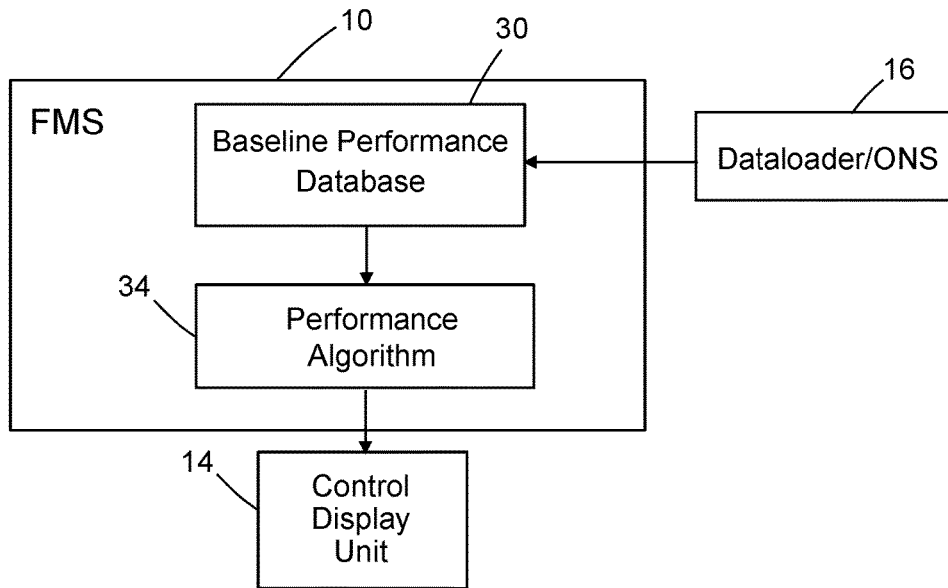 10
30
16
FMS
Baseline Performance
Database
Dataloader/ONS
34
Performance
Algorithm
14
Control
Display
Unit